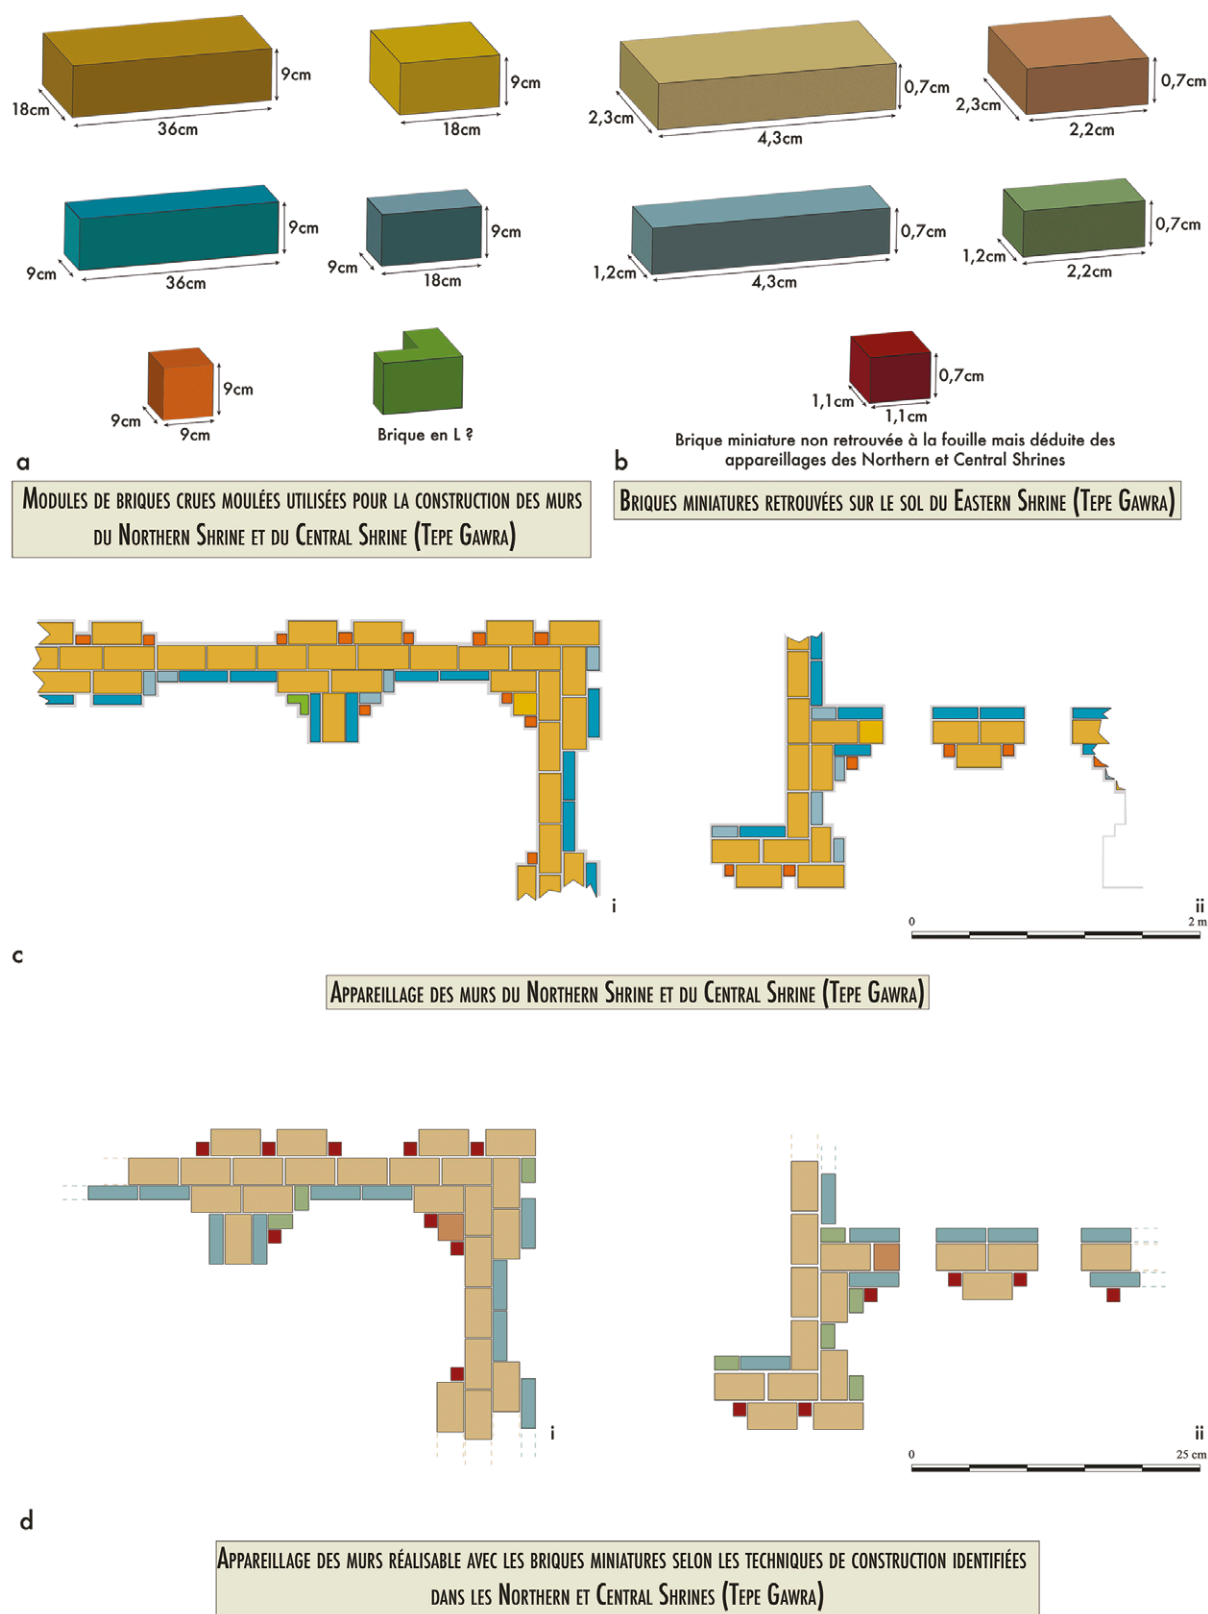 9cm
18cm
36cm
9cm
18cm
0,7cm
2,3cm
4,3cm
0,7cm
2,3cm
2,2cm
9cm
9cm
36cm
9cm
9cm
18cm
0,7cm
1,2cm
4,3cm
0,7cm
1,2cm
2,2cm
9cm
9cm
9cm
Brique en L ?
0,7cm
1,1cm
1,1cm
Brique miniature non retrouvée à la fouille mais déduite des
appareillages des Northern et Central Shrines
a
b
Modules de briques crues moulées utilisées pour la construction des murs
du Northern Shrine et du Central Shrine (Tepe Gawra)
Briques miniatures retrouvées sur le sol du Eastern Shrine (Tepe Gawra)
i
ii
0
2 m
c
Appareillage des murs du Northern Shrine et du Central Shrine (Tepe Gawra)
i
ii
0
25 cm
d
Appareillage des murs réalisable avec les briques miniatures selon les techniques de construction identifiées
dans les Northern et Central Shrines (Tepe Gawra)